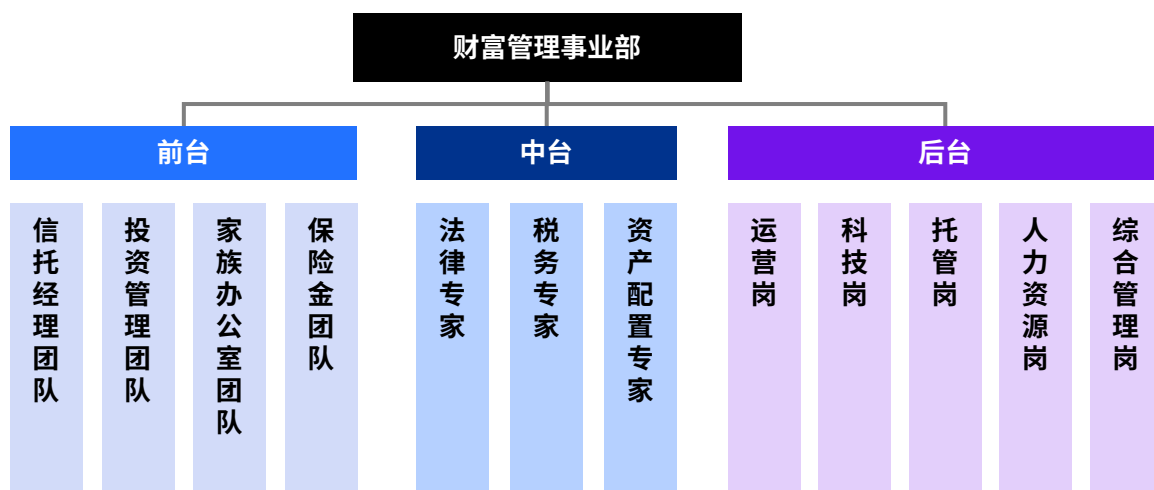 财富管理事业部
前台
中台
后台
信托经理团队
投资管理团队
家族办公室团队
保险金团队
法律专家
税务专家
资产配置专家
运营岗
科技岗
托管岗
人力资源岗
综合管理岗